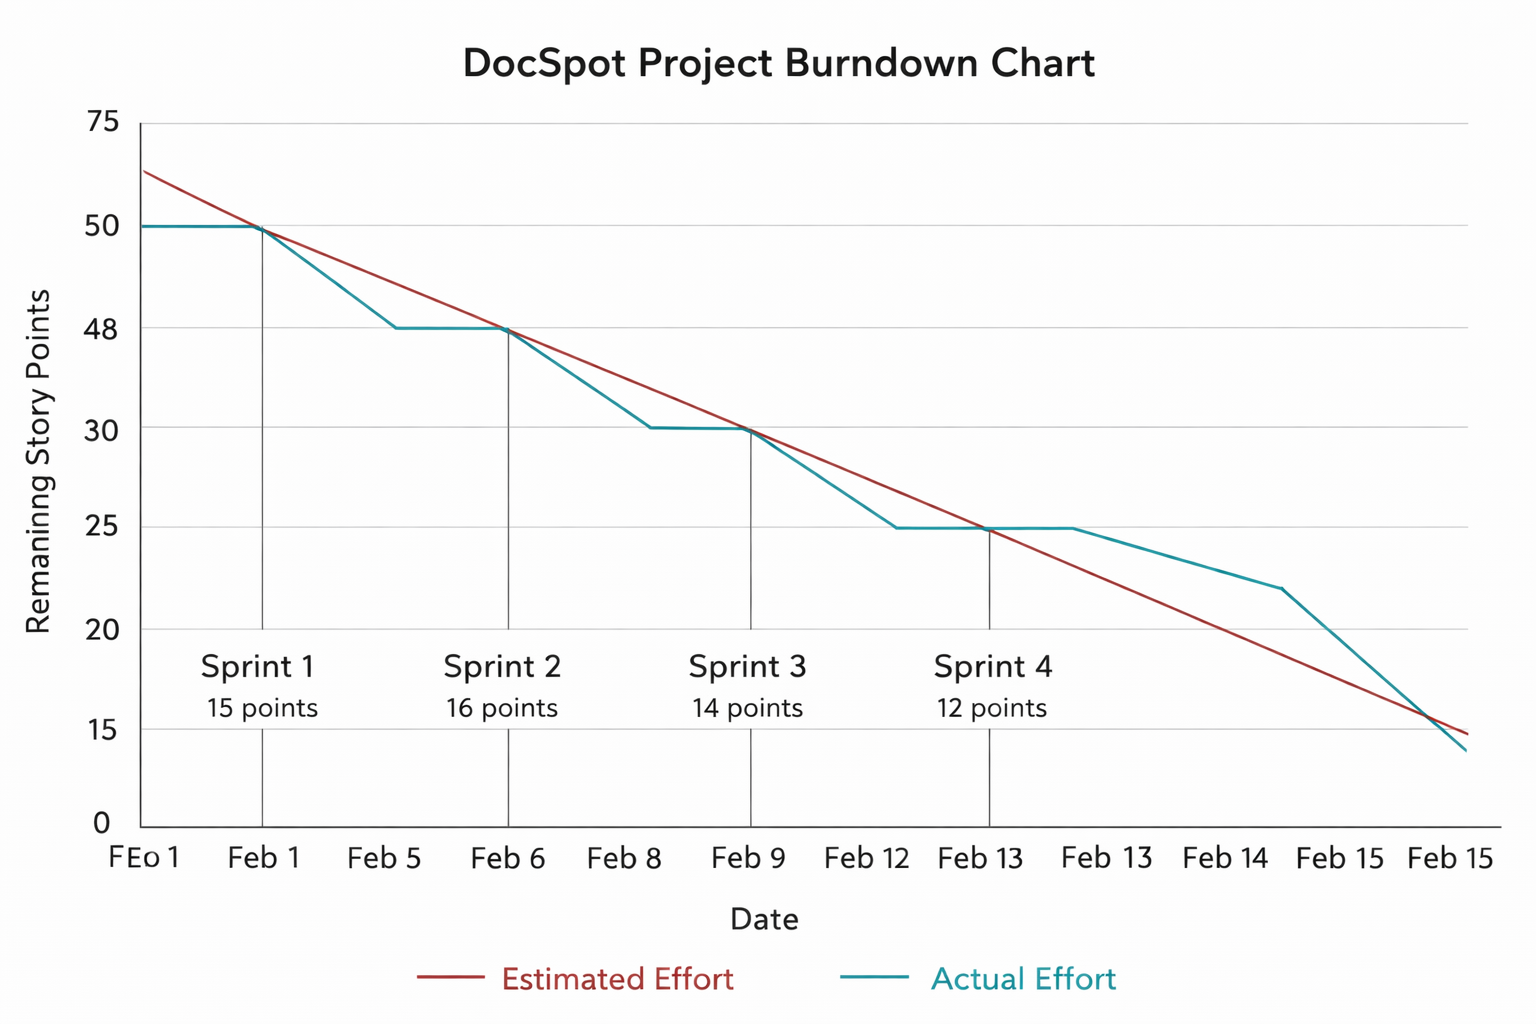 DocSpot Project Burndown Chart
Remaninng Story Points
75
50
48
30
25
20
15
0
Sprint 1
15 points
Sprint 2
16 points
Sprint 3
14 points
Sprint 4
12 points
FEo 1 Feb 1 Feb 5 Feb 6 Feb 8 Feb 9 Feb 12 Feb 13 Feb 13 Feb 14 Feb 15 Feb 15
Date
Estimated Effort
Actual Effort